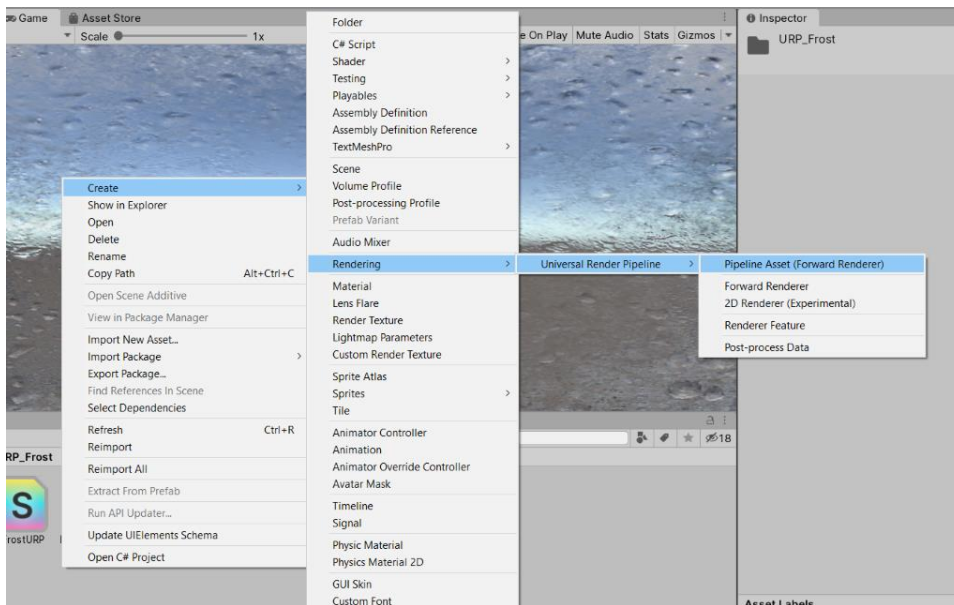 Game
Asset Store
Scale
1x
e On Play
Mute Audio
Stats
Gizmos
Inspector
URP_Frost
Create
Show in Explorer
Open
Delete
Rename
Copy Path Alt+Ctrl+C
Open Scene Additive
View in Package Manager
Import New Asset...
Import Package
Export Package...
Find References In Scene
Select Dependencies
Refresh Ctrl+R
Reimport
Reimport All
Extract From Prefab
Run API Updater...
Update UIElements Schema
Open C# Project
Folder
C# Script
Shader
Testing
Playables
Assembly Definition
Assembly Definition Reference
TextMeshPro
Scene
Volume Profile
Post-processing Profile
Prefab Variant
Audio Mixer
Rendering
Material
Lens Flare
Render Texture
Lightmap Parameters
Custom Render Texture
Sprite Atlas
Sprites
Tile
Animator Controller
Animation
Animator Override Controller
Avatar Mask
Timeline
Signal
Physic Material
Physics Material 2D
GUI Skin
Custom Font
Universal Render Pipeline
Pipeline Asset (Forward Renderer)
Forward Renderer
2D Renderer (Experimental)
Renderer Feature
Post-process Data
18
RP_Frost
S
rostURP
Asset Labels